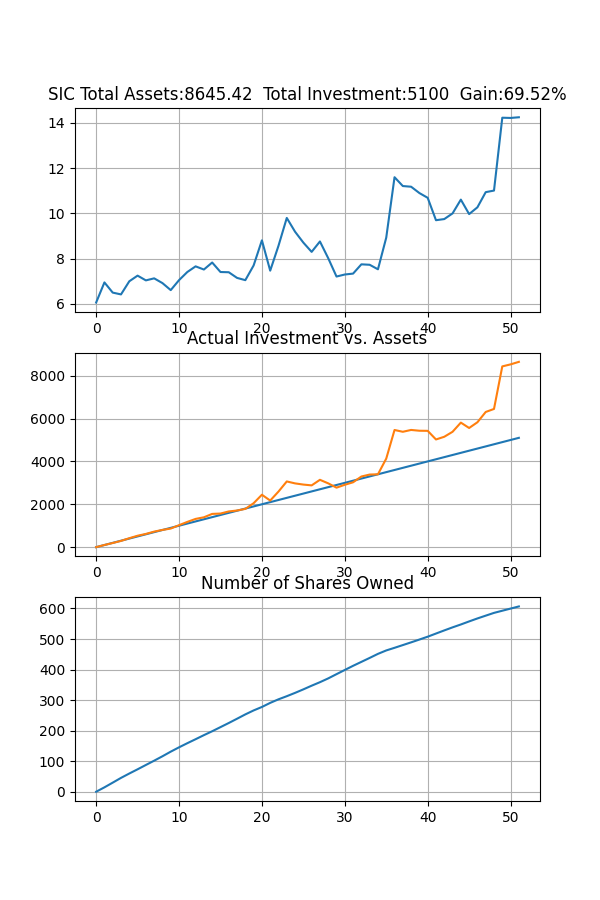 SIC Total Assets:8645.42  Total Investment:5100  Gain:69.52%
14
12
10
8
6
0 10 20 30 40 50
Actual Investment vs. Assets
8000
6000
4000
2000
0
0 10 20 30 40 50
Number of Shares Owned
600
500
400
300
200
100
0
0 10 20 30 40 50